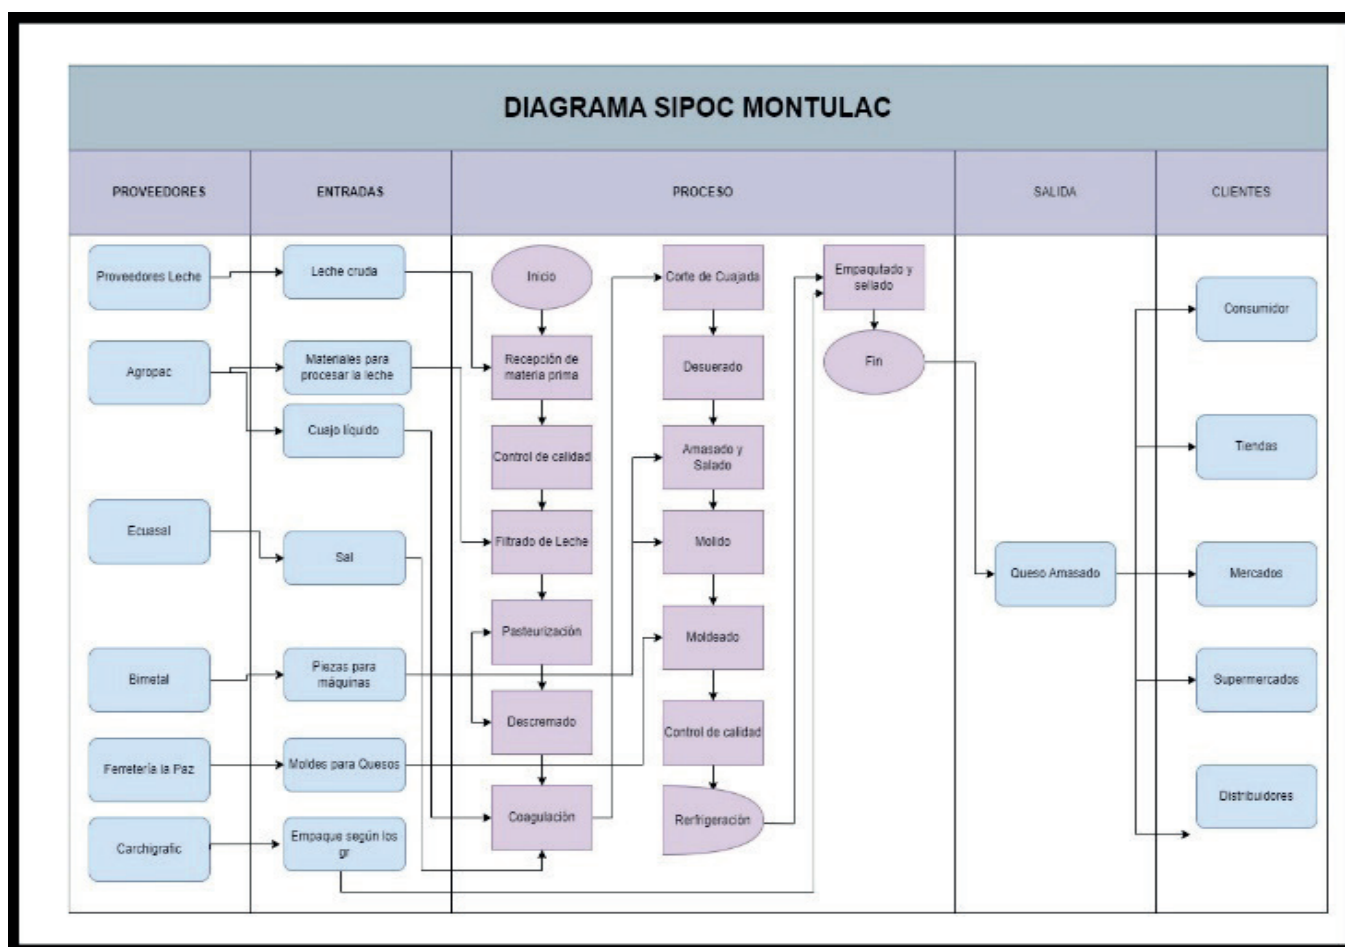 DIAGRAMA SIPOC MONTULAC
PROVEEDORES
ENTRADAS
PROCESO
SALIDA
CLIENTES
Proveedores Leche
Agropac
Ecuasal
Bimetal
Ferretería la Paz
Carchigrafic
Leche cruda
Materiales para
procesar la leche
Cuajo líquido
Sal
Piezas para
máquinas
Moldes para Quesos
Empaque según los
gr
Inicio
Recepción de
materia prima
Control de calidad
Filtrado de Leche
Pasteurización
Descremado
Coagulación
Corte de Cuajada
Desuerado
Amasado y
Salado
Molido
Moldeado
Control de calidad
Rerfrigeración
Empaqutado y
sellado
Fin
Queso Amasado
Consumidor
Tiendas
Mercados
Supermercados
Distribuidores